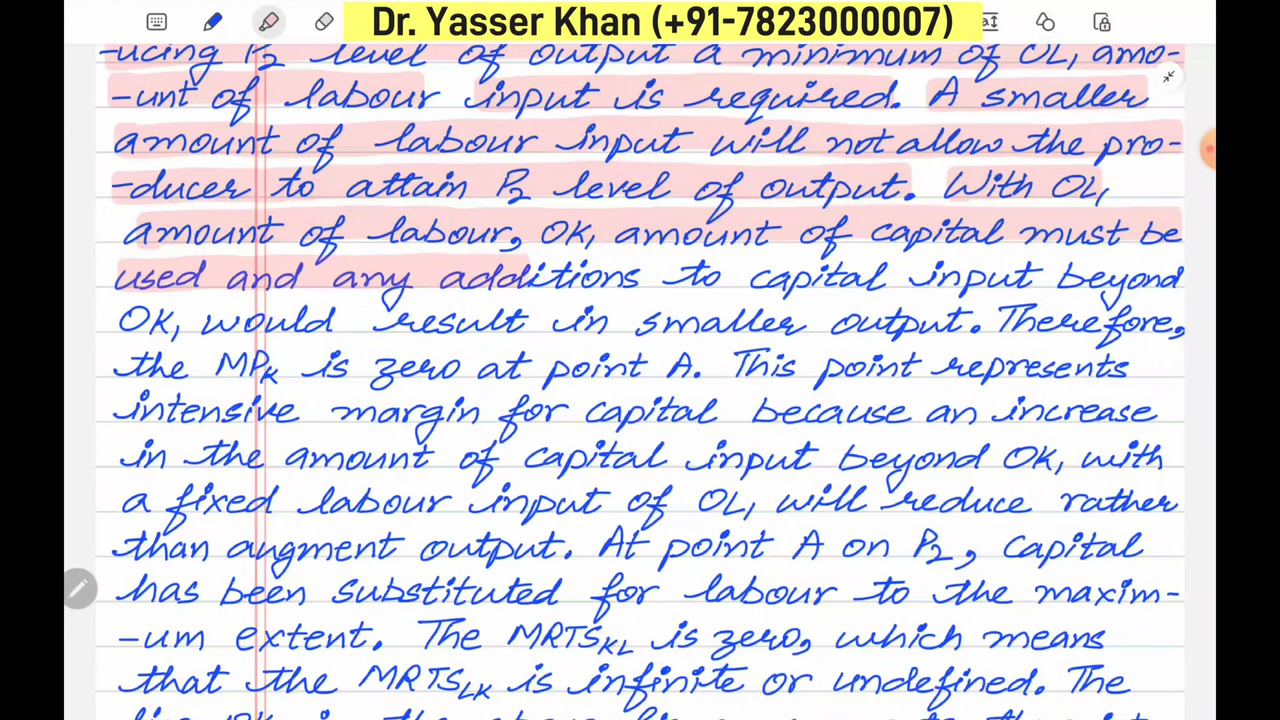 Dr. Yasser Khan (+91-7823000007)
-ucing P2 level of output a minimum of OL, amo-
-unt of labour input is required. A smaller
amount of labour input will not allow the pro-
-ducer to attain P2 level of output. With OL,
amount of labour, OK, amount of capital must be
used and any additions to capital input beyond
OK, would result in smaller output. Therefore,
the MPK is zero at point A. This point represents
intensive margin for capital because an increase
in the amount of capital input beyond OK, with
a fixed labour input of OL, will reduce rather
than augment output. At point A on P2, capital
has been substituted for labour to the maxim-
-um extent. The MRTSKL is zero, which means
that the MRTSLK is infinite or undefined. The